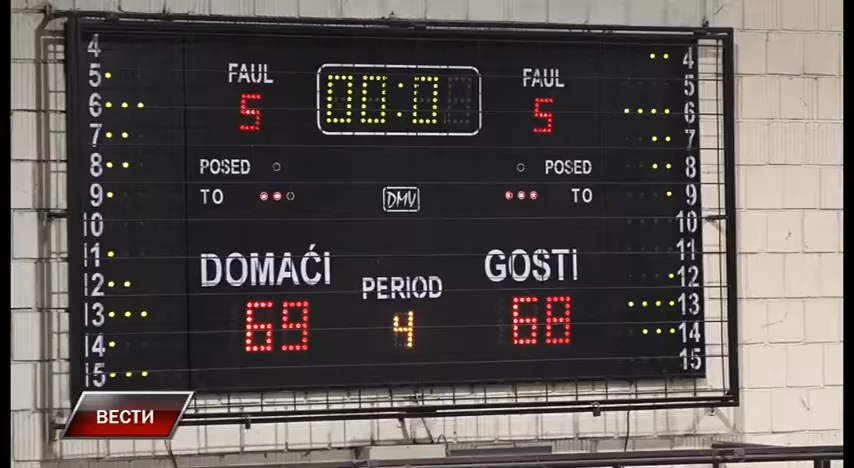 FAUL 00:0 FAUL
5 5
POSED POSED
TO DMV TO
DOMAĆI GOSTI
PERIOD
69 4 68
4 4
5 5
6 6
7 7
8 8
9 9
10 10
11 11
12 12
13 13
14 14
15 15
ВЕСТИ